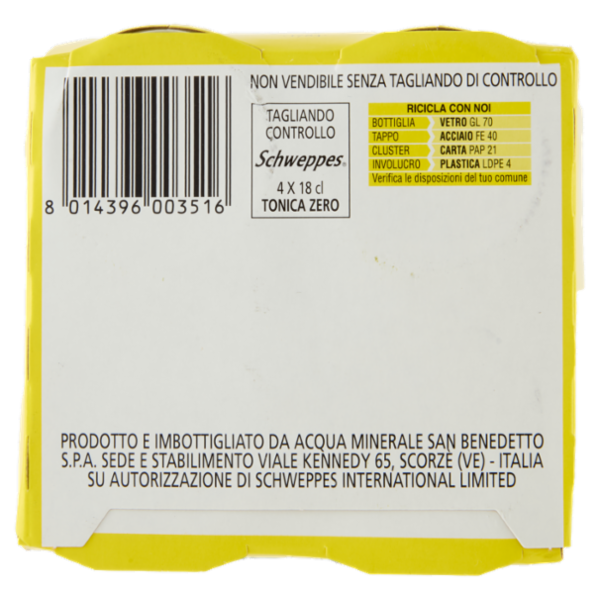 NON VENDIBILE SENZA TAGLIANDO DI CONTROLLO
8 014396 003516
TAGLIANDO
CONTROLLO
Schweppes®
4 X 18 cl
TONICA ZERO
RICICLA CON NOI
BOTTIGLIA VETRO GL 70
TAPPO ACCIAIO FE 40
CLUSTER CARTA PAP 21
INVOLUCRO PLASTICA LDPE 4
Verifica le disposizioni del tuo comune
PRODOTTO E IMBOTTIGLIATO DA ACQUA MINERALE SAN BENEDETTO
S.P.A. SEDE E STABILIMENTO VIALE KENNEDY 65, SCORZÈ (VE) - ITALIA
SU AUTORIZZAZIONE DI SCHWEPPES INTERNATIONAL LIMITED